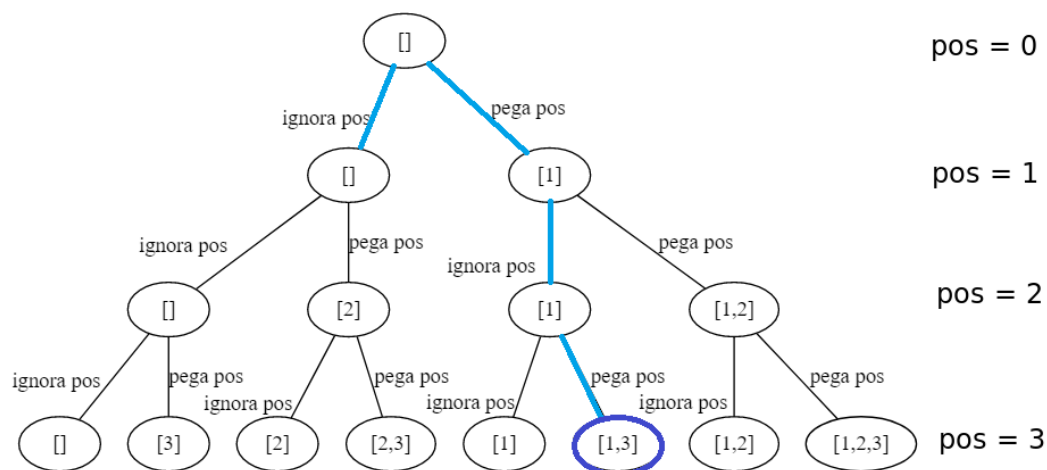 []
pos = 0
ignora pos
pega pos
[]
[1]
pos = 1
ignora pos
pega pos
ignora pos
pega pos
[]
[2]
[1]
[1,2]
pos = 2
ignora pos
pega pos
ignora pos
pega pos
ignora pos
pega pos
ignora pos
pega pos
[]
[3]
[2]
[2,3]
[1]
[1,3]
[1,2]
[1,2,3]
pos = 3